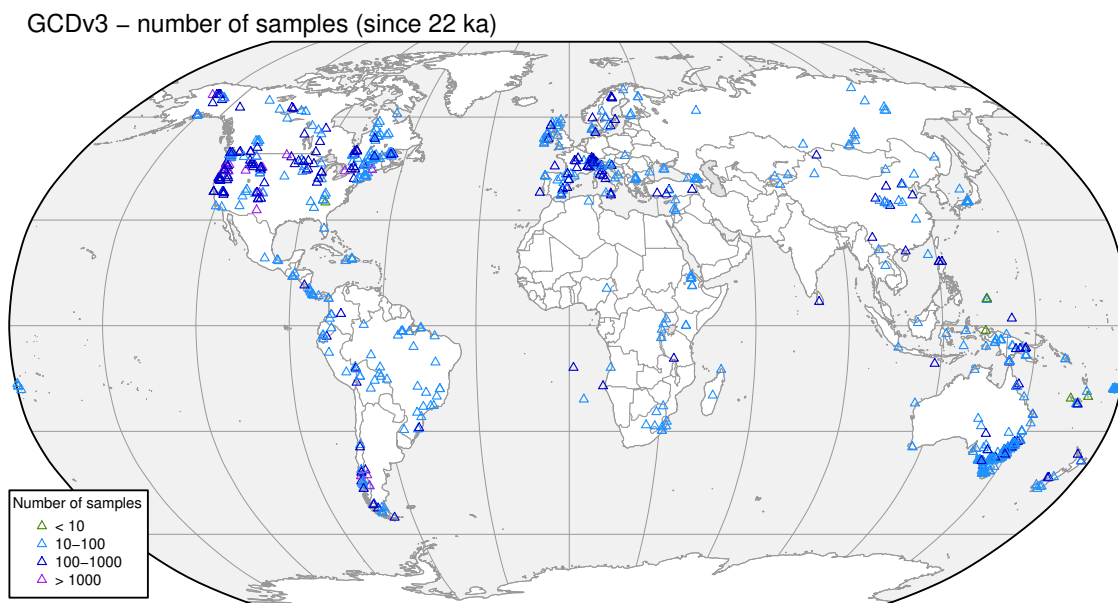 GCDv3 – number of samples (since 22 ka)
Number of samples
< 10
10–100
100–1000
> 1000